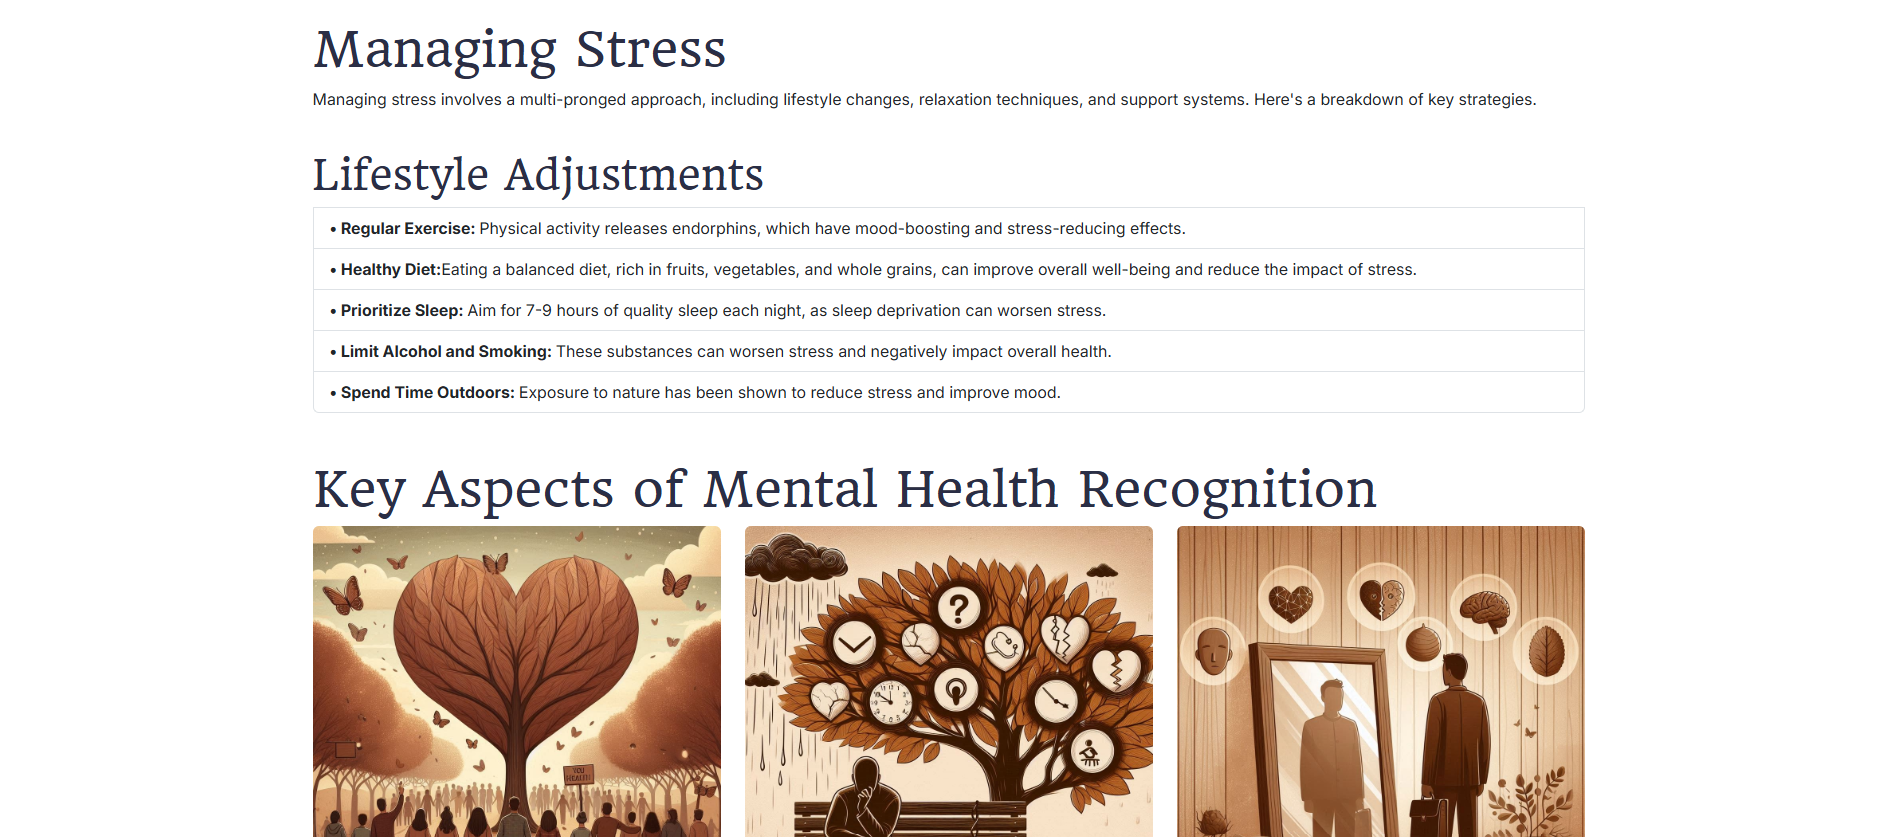 Managing Stress
Managing stress involves a multi-pronged approach, including lifestyle changes, relaxation techniques, and support systems. Here's a breakdown of key strategies.
Lifestyle Adjustments
• Regular Exercise: Physical activity releases endorphins, which have mood-boosting and stress-reducing effects.
• Healthy Diet:Eating a balanced diet, rich in fruits, vegetables, and whole grains, can improve overall well-being and reduce the impact of stress.
• Prioritize Sleep: Aim for 7-9 hours of quality sleep each night, as sleep deprivation can worsen stress.
• Limit Alcohol and Smoking: These substances can worsen stress and negatively impact overall health.
• Spend Time Outdoors: Exposure to nature has been shown to reduce stress and improve mood.
Key Aspects of Mental Health Recognition
?
YOU